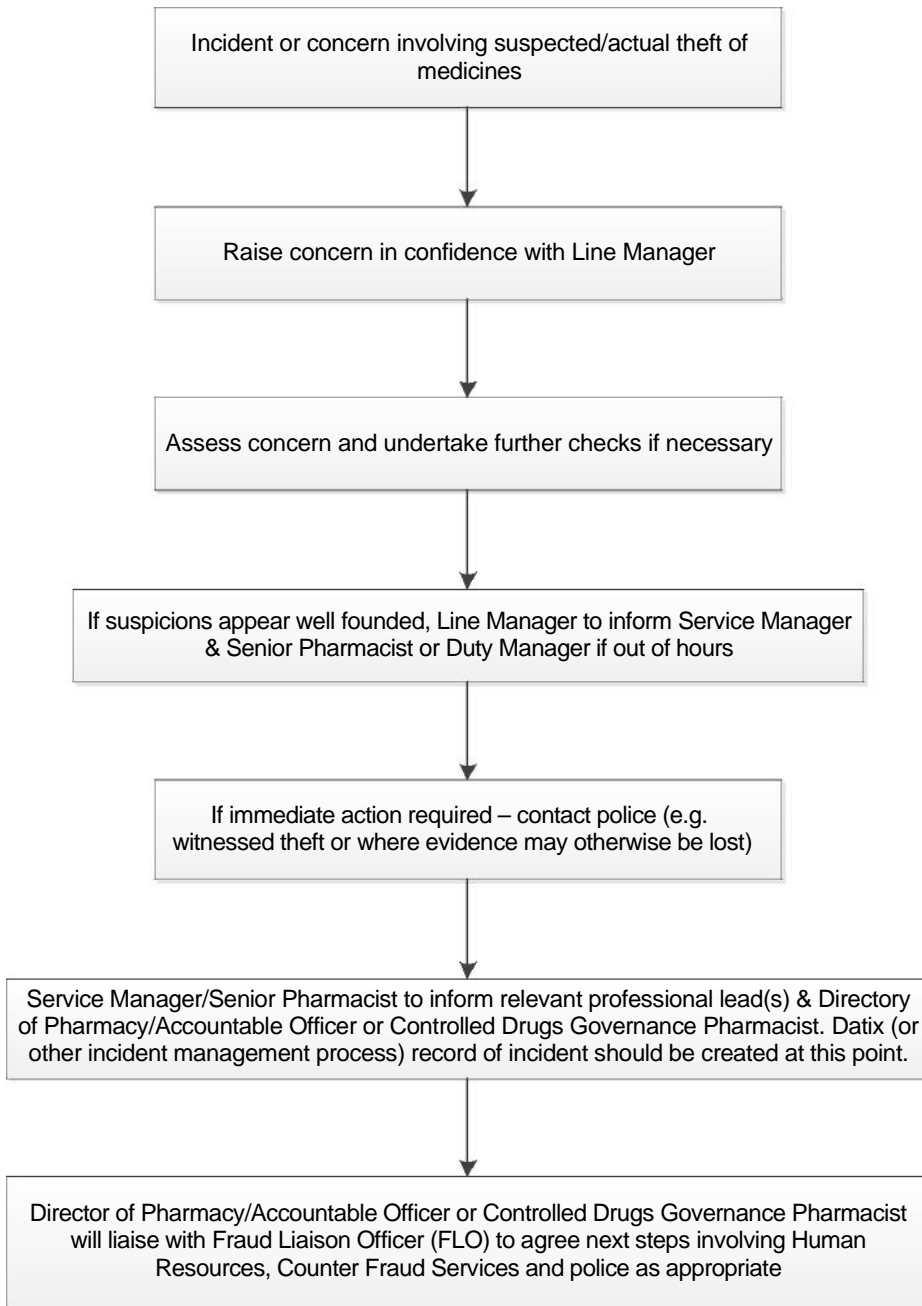 Incident or concern involving suspected/actual theft of
medicines
Raise concern in confidence with Line Manager
Assess concern and undertake further checks if necessary
If suspicions appear well founded, Line Manager to inform Service Manager
& Senior Pharmacist or Duty Manager if out of hours
If immediate action required – contact police (e.g.
witnessed theft or where evidence may otherwise be lost)
Service Manager/Senior Pharmacist to inform relevant professional lead(s) & Directory
of Pharmacy/Accountable Officer or Controlled Drugs Governance Pharmacist. Datix (or
other incident management process) record of incident should be created at this point.
Director of Pharmacy/Accountable Officer or Controlled Drugs Governance Pharmacist
will liaise with Fraud Liaison Officer (FLO) to agree next steps involving Human
Resources, Counter Fraud Services and police as appropriate